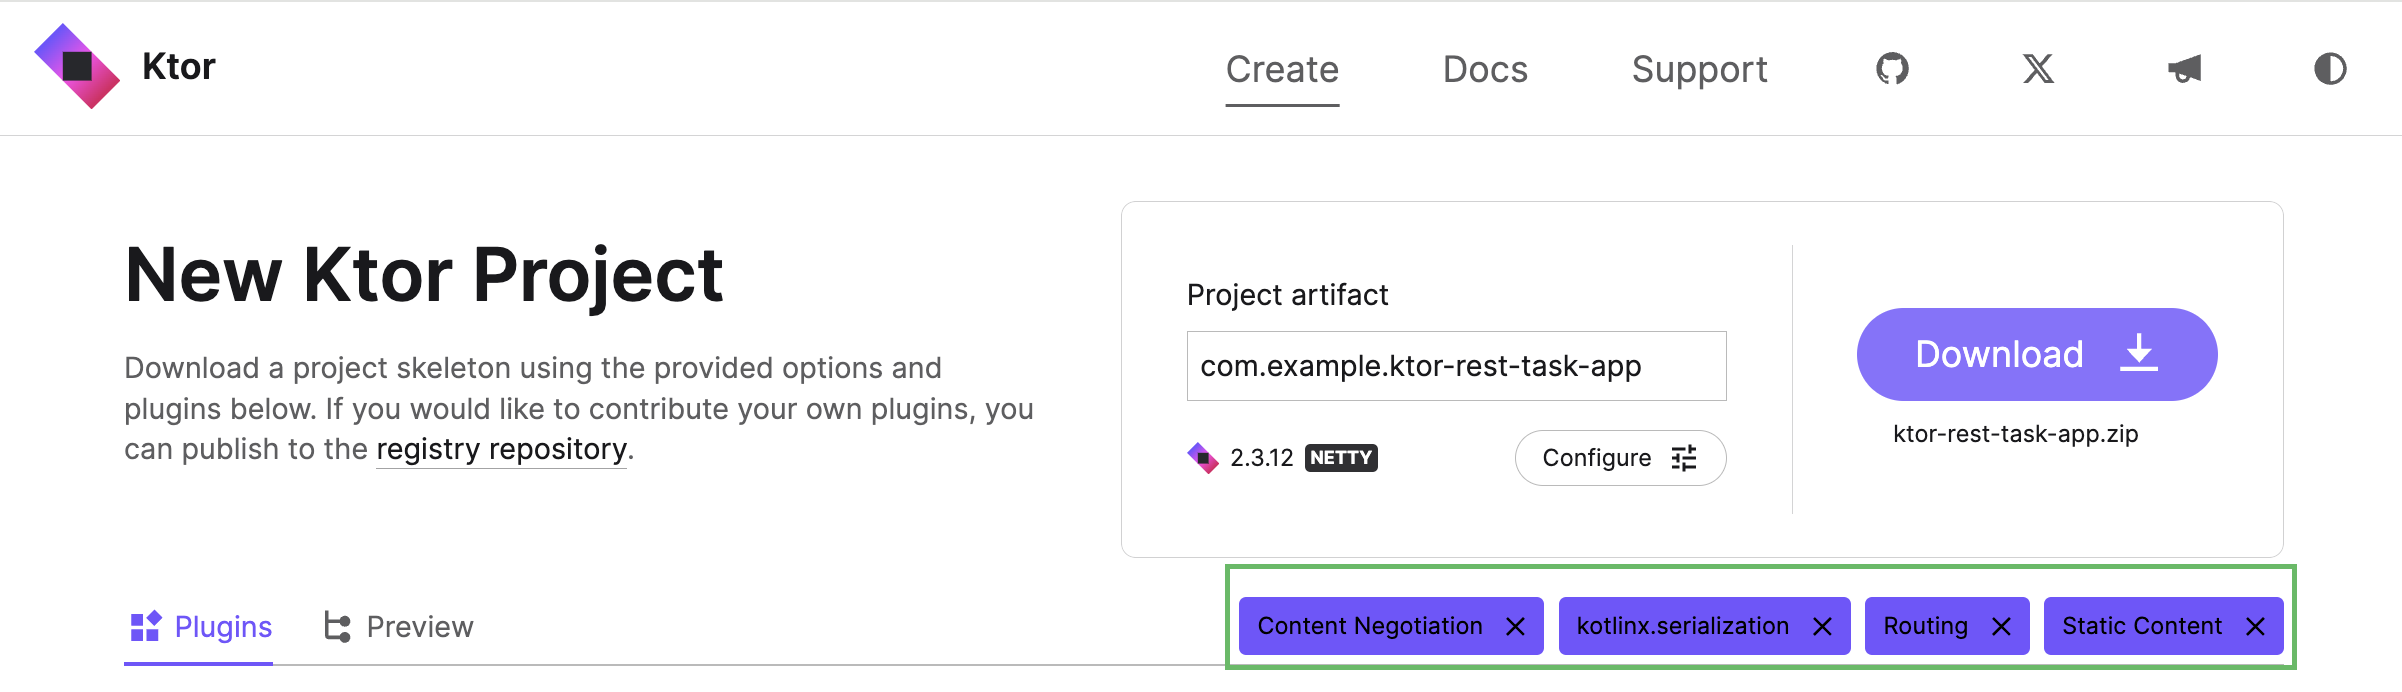 Ktor
Create
Docs
Support
New Ktor Project
Download a project skeleton using the provided options and
plugins below. If you would like to contribute your own plugins, you
can publish to the registry repository.
Project artifact
com.example.ktor-rest-task-app
2.3.12 NETTY
Configure
Download
ktor-rest-task-app.zip
Plugins
Preview
Content Negotiation
kotlinx.serialization
Routing
Static Content